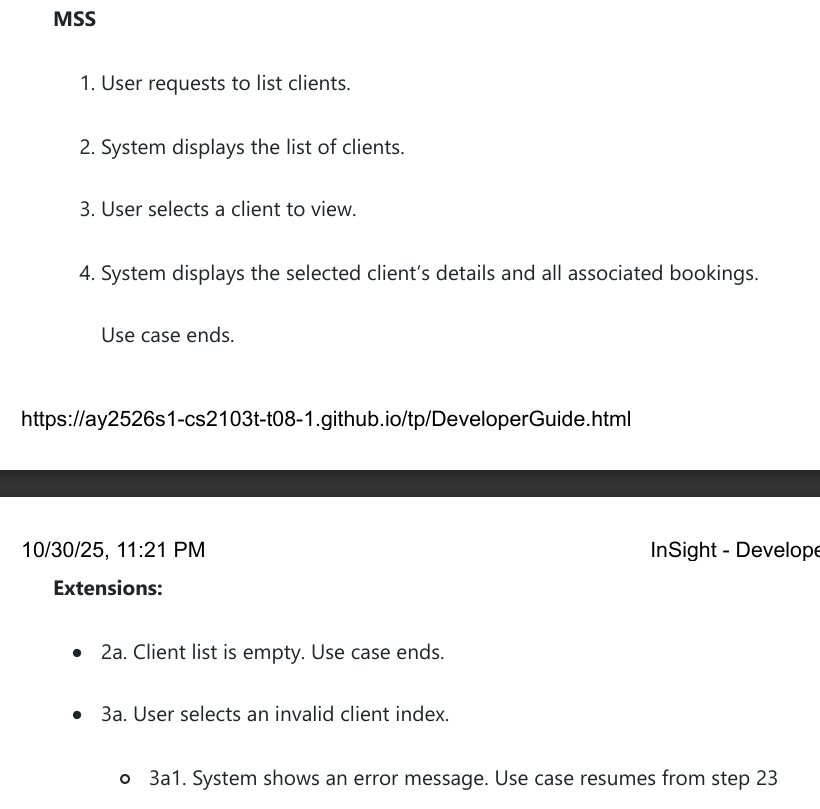 MSS
1. User requests to list clients.
2. System displays the list of clients.
3. User selects a client to view.
4. System displays the selected client’s details and all associated bookings.
Use case ends.
https://ay2526s1-cs2103t-t08-1.github.io/tp/DeveloperGuide.html
10/30/25, 11:21 PM InSight - Develope
Extensions:
● 2a. Client list is empty. Use case ends.
● 3a. User selects an invalid client index.
○ 3a1. System shows an error message. Use case resumes from step 23